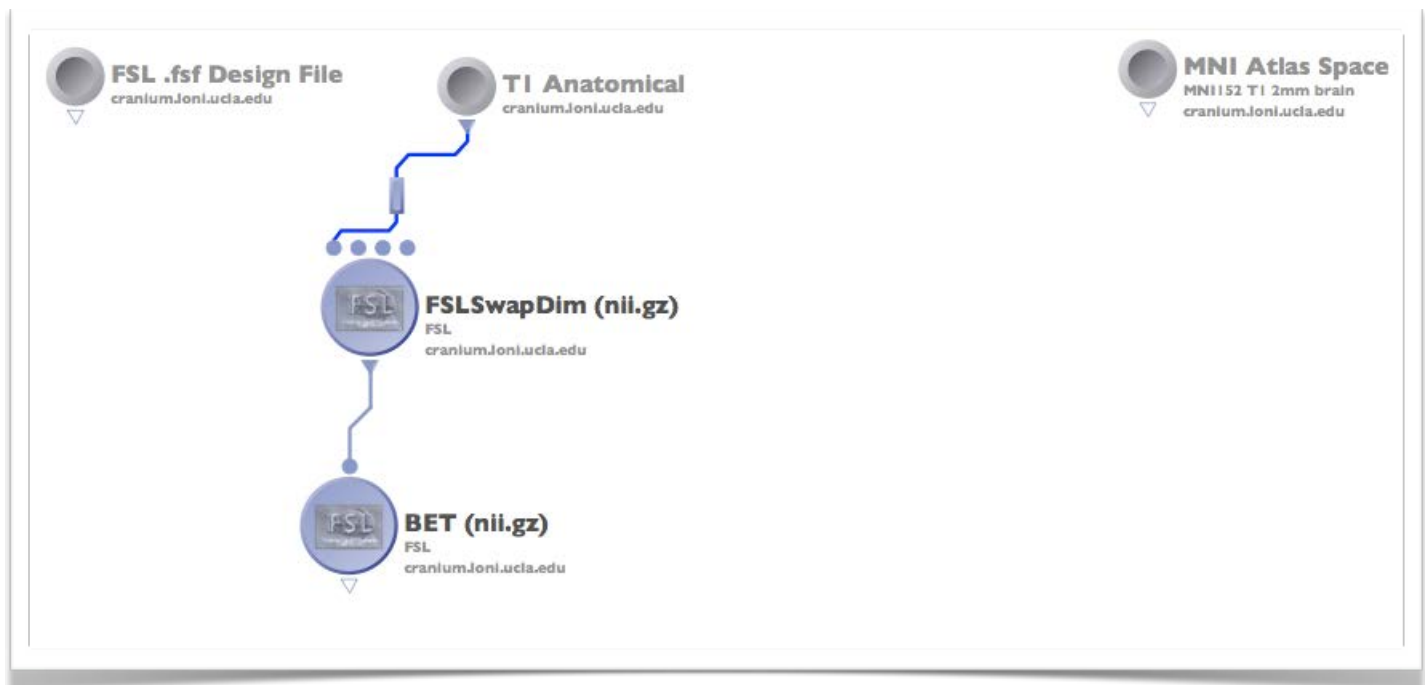 FSL .fsf Design File
cranium.loni.ucla.edu
T1 Anatomical
cranium.loni.ucla.edu
MNI Atlas Space
MNI152 T1 2mm brain
cranium.loni.ucla.edu
FSL
FSLSwapDim (nii.gz)
FSL
cranium.loni.ucla.edu
FSL
BET (nii.gz)
FSL
cranium.loni.ucla.edu